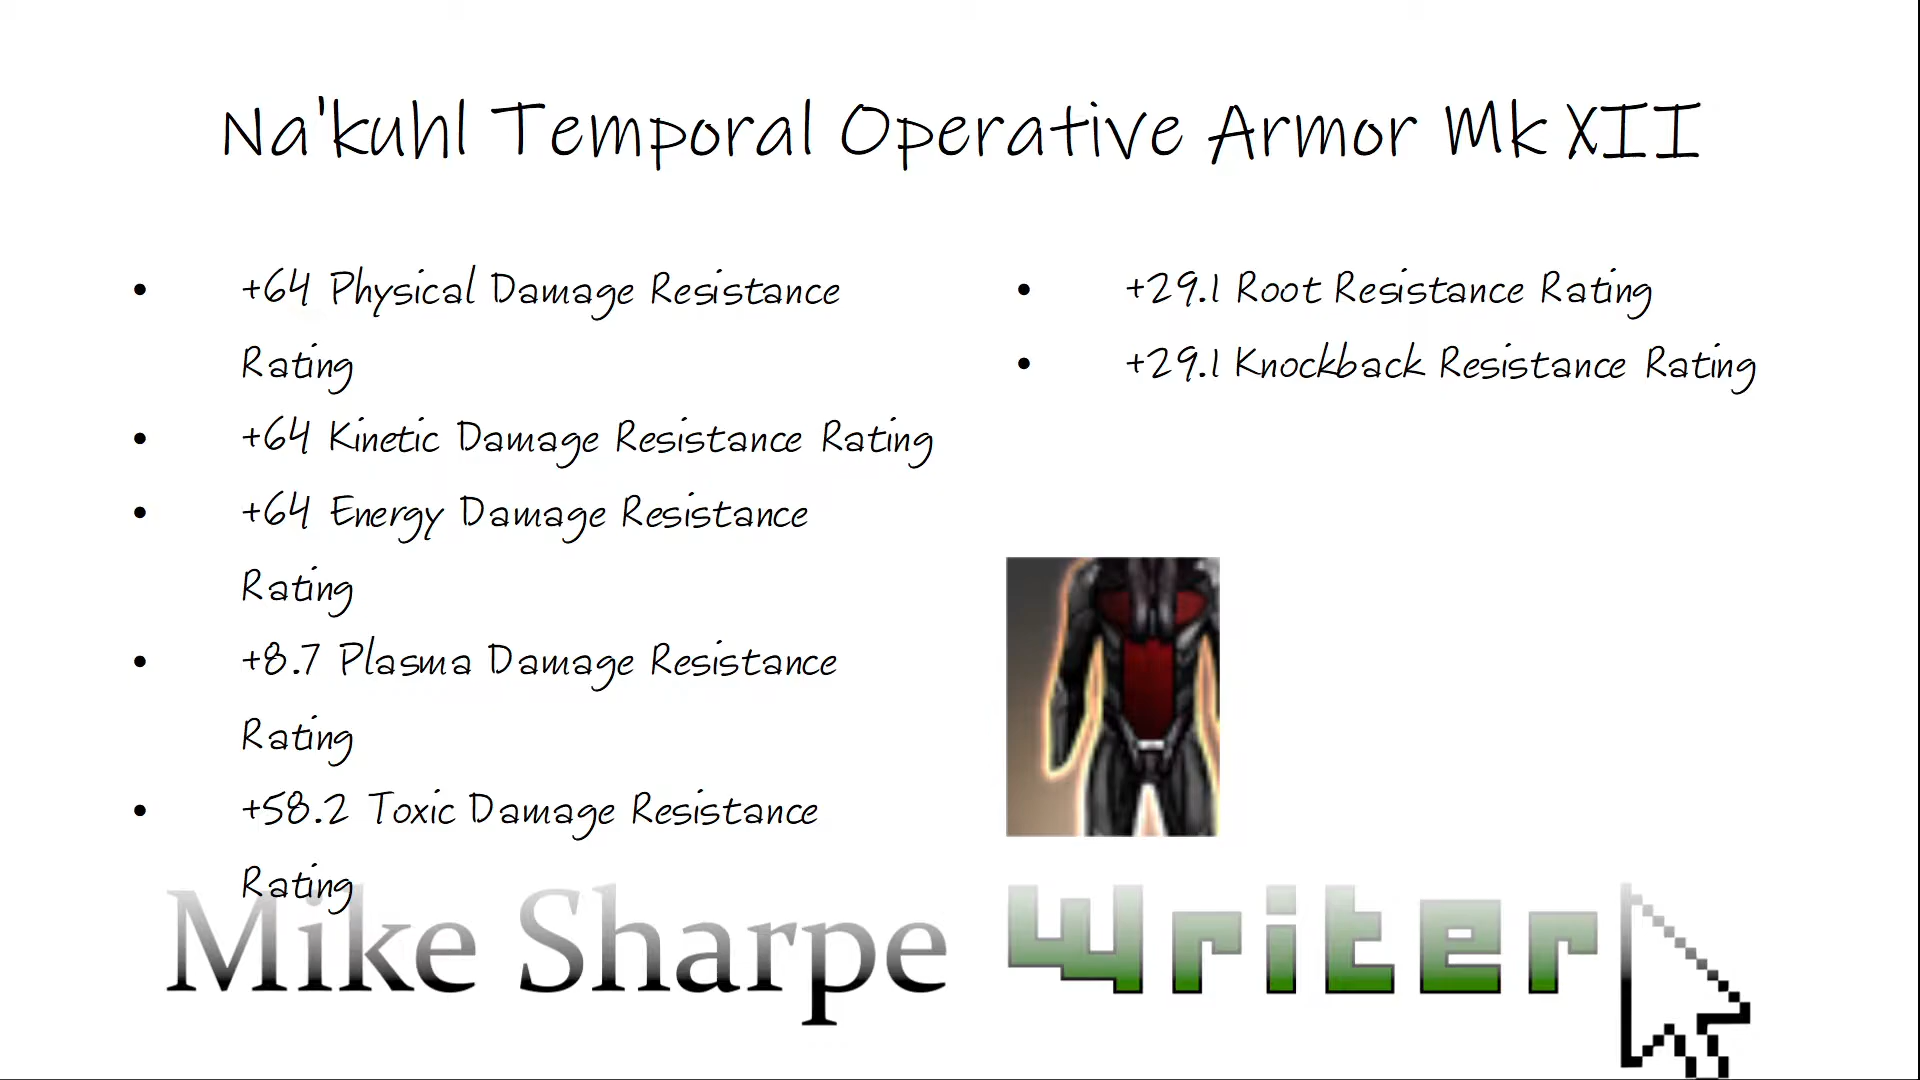 Na'kuhl Temporal Operative Armor Mk XII
• +64 Physical Damage Resistance
Rating
• +64 Kinetic Damage Resistance Rating
• +64 Energy Damage Resistance
Rating
• +8.7 Plasma Damage Resistance
Rating
• +58.2 Toxic Damage Resistance
Rating
• +29.1 Root Resistance Rating
• +29.1 Knockback Resistance Rating
Mike Sharpe Writer